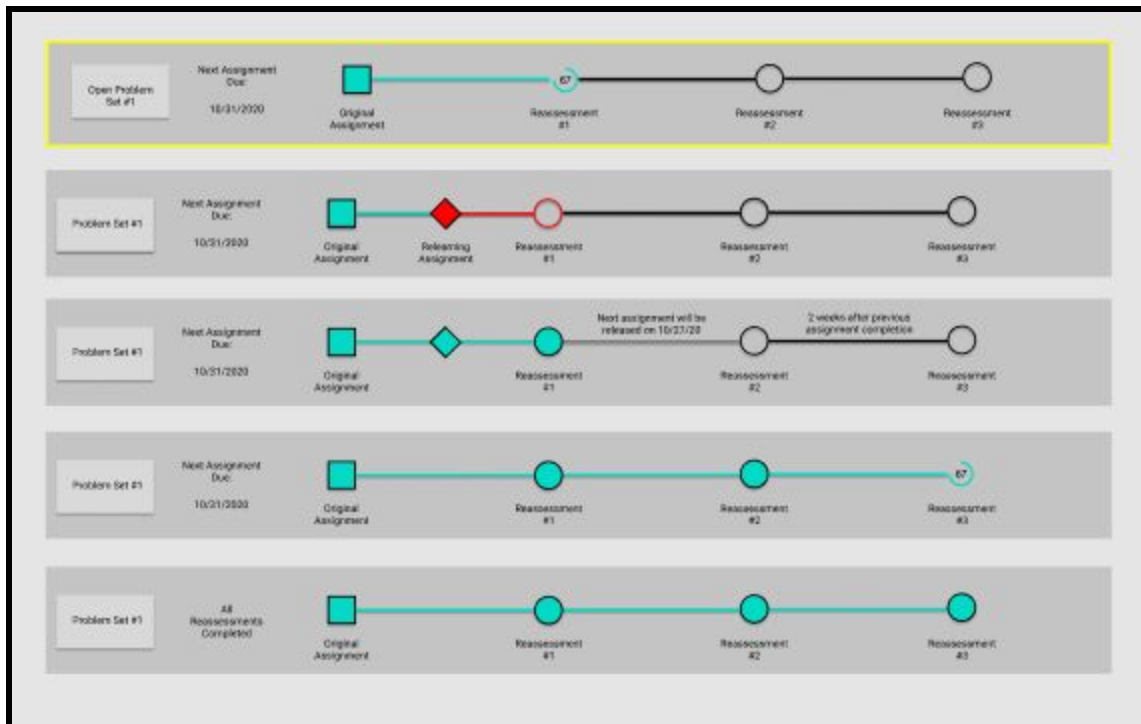 Open Problem
Set #1
Next Assignment
Due:
10/31/2020
67
Original
Assignment
Reassessment
#1
Reassessment
#2
Reassessment
#3
Problem Set #1
Next Assignment
Due:
10/31/2020
Original
Assignment
Relearning
Assignment
Reassessment
#1
Reassessment
#2
Reassessment
#3
Problem Set #1
Next Assignment
Due:
10/31/2020
Next assignment will be
released on 10/27/20
2 weeks after previous
assignment completion
Original
Assignment
Reassessment
#1
Reassessment
#2
Reassessment
#3
Problem Set #1
Next Assignment
Due:
10/31/2020
67
Original
Assignment
Reassessment
#1
Reassessment
#2
Reassessment
#3
Problem Set #1
All
Reassessments
Completed
Original
Assignment
Reassessment
#1
Reassessment
#2
Reassessment
#3